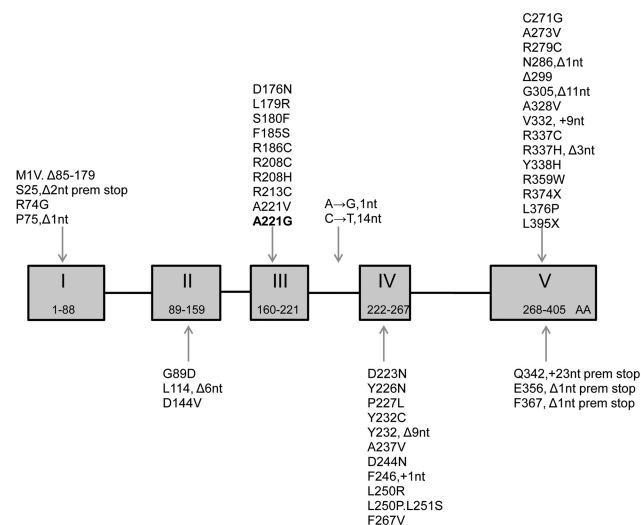 C271G
A273V
R279C
N286,Δ1nt
Δ299
G305,Δ11nt
A328V
V332, +9nt
R337C
R337H, Δ3nt
Y338H
R359W
R374X
L376P
L395X
D176N
L179R
S180F
F185S
R186C
R208C
R208H
R213C
A221V
A221G
M1V. Δ85-179
S25,Δ2nt prem stop
R74G
P75,Δ1nt
A→G,1nt
C→T,14nt
I
1-88
II
89-159
III
160-221
IV
222-267
V
268-405 AA
G89D
L114, Δ6nt
D144V
D223N
Y226N
P227L
Y232C
Y232, Δ9nt
A237V
D244N
F246,+1nt
L250R
L250P.L251S
F267V
Q342,+23nt prem stop
E356, Δ1nt prem stop
F367, Δ1nt prem stop